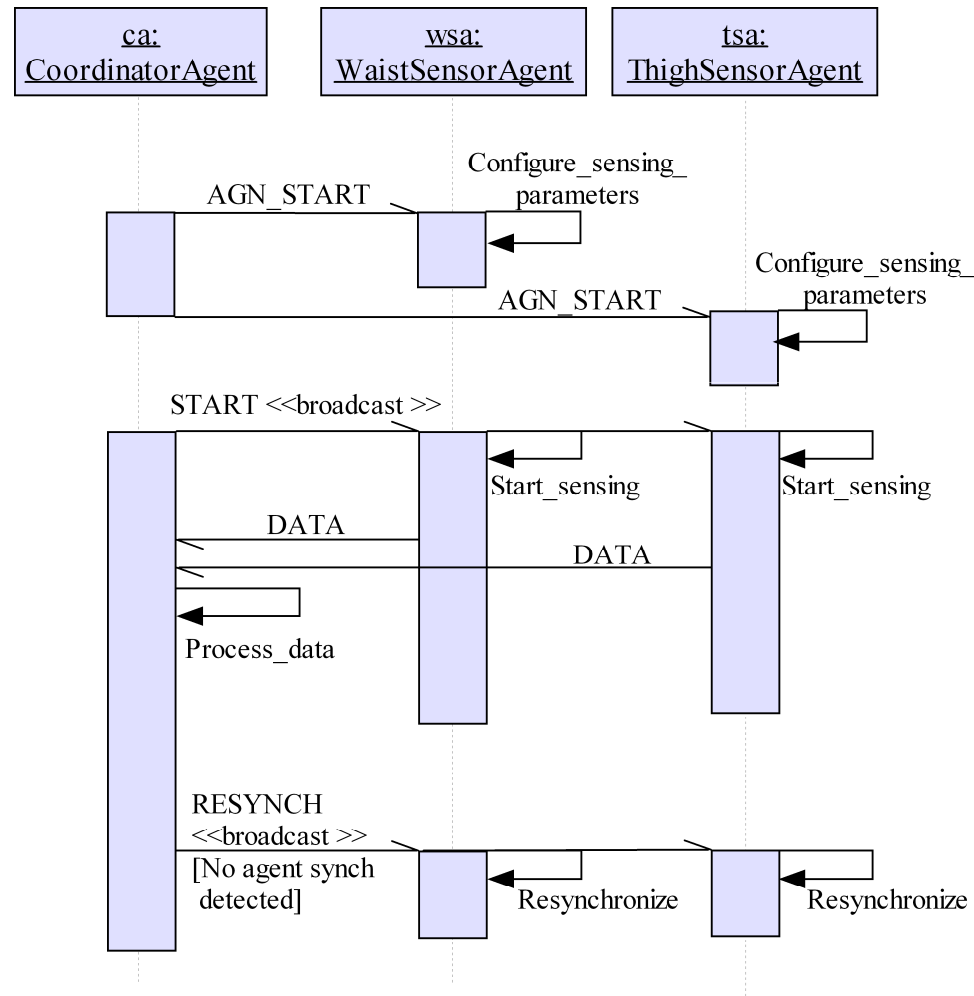 ca:
CoordinatorAgent
wsa:
WaistSensorAgent
tsa:
ThighSensorAgent
AGN_START
Configure_sensing_
parameters
AGN_START
Configure_sensing_
parameters
START <<broadcast >>
Start_sensing
Start_sensing
DATA
DATA
Process_data
RESYNCH
<<broadcast >>
[No agent synch
detected]
Resynchronize
Resynchronize